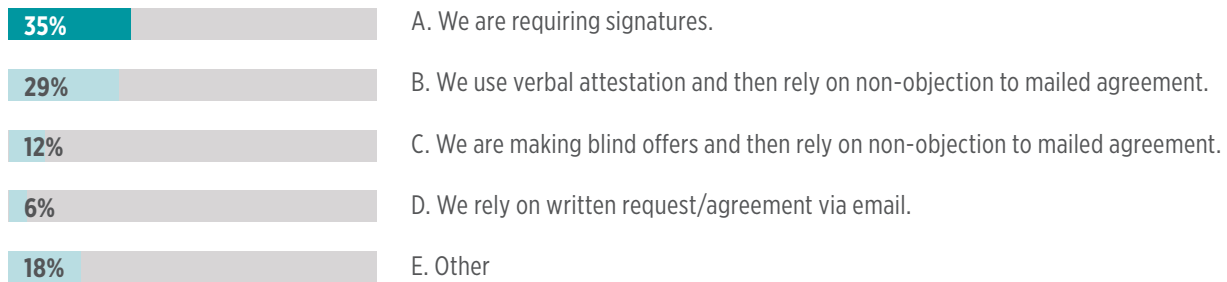 35% A. We are requiring signatures.
29% B. We use verbal attestation and then rely on non-objection to mailed agreement.
12% C. We are making blind offers and then rely on non-objection to mailed agreement.
6% D. We rely on written request/agreement via email.
18% E. Other